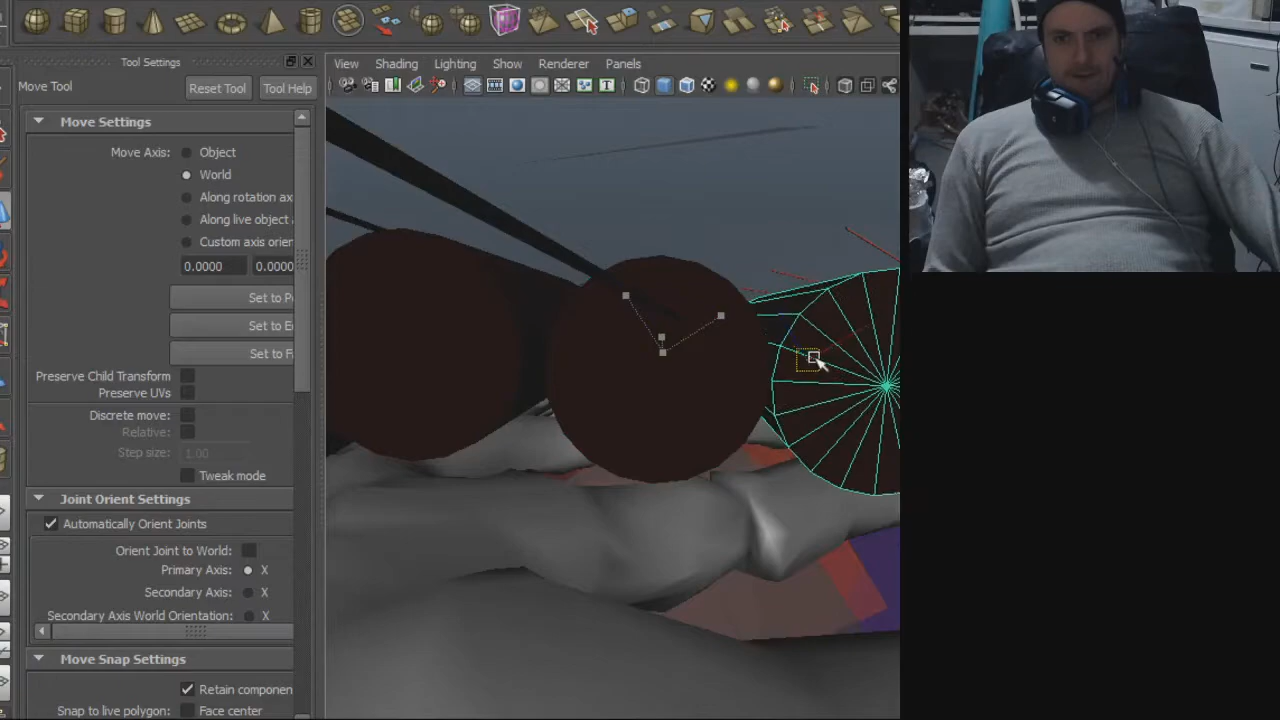 Tool Settings
Move Tool
Reset Tool
Tool Help
View
Lighting
Shading
Show
Renderer
Panels
Move Settings
Move Axis:
Object
World
Along rotation ax
Along live object
Custom axis orien
0.0000
0.0000
Set to P
Set to E
Set to F
Preserve Child Transform
Preserve UVs
Discrete move:
Relative:
Step size:
1.00
Tweak mode
Joint Orient Settings
Automatically Orient Joints
Orient Joint to World:
Primary Axis:
X
Secondary Axis:
X
Secondary Axis World Orientation:
X
Move Snap Settings
Retain componen
Snap to live polygon:
Face center